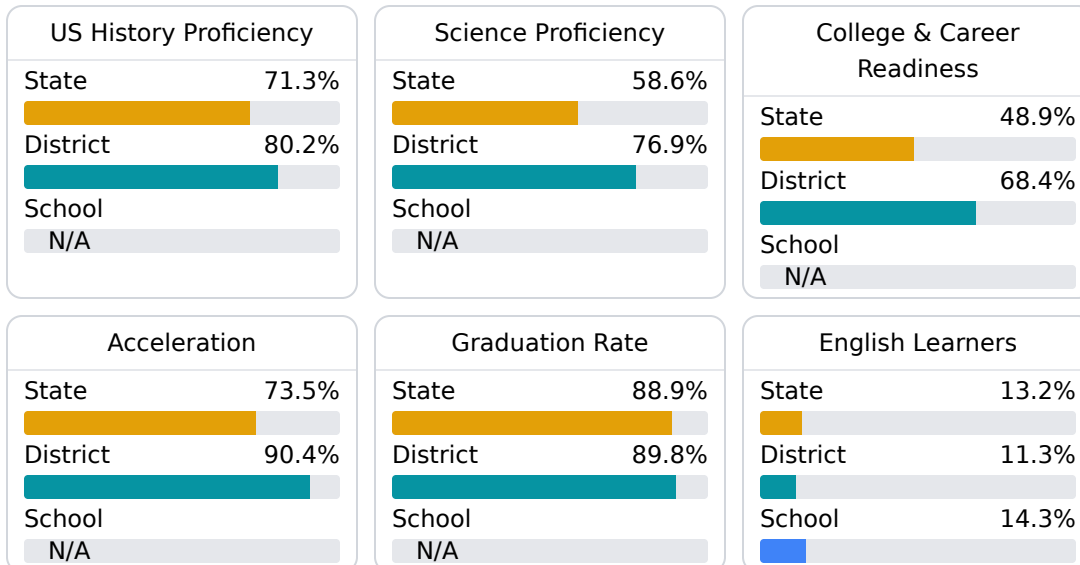 US History Proficiency
State 71.3%
District 80.2%
School
N/A
Science Proficiency
State 58.6%
District 76.9%
School
N/A
College & Career
Readiness
State 48.9%
District 68.4%
School
N/A
Acceleration
State 73.5%
District 90.4%
School
N/A
Graduation Rate
State 88.9%
District 89.8%
School
N/A
English Learners
State 13.2%
District 11.3%
School 14.3%